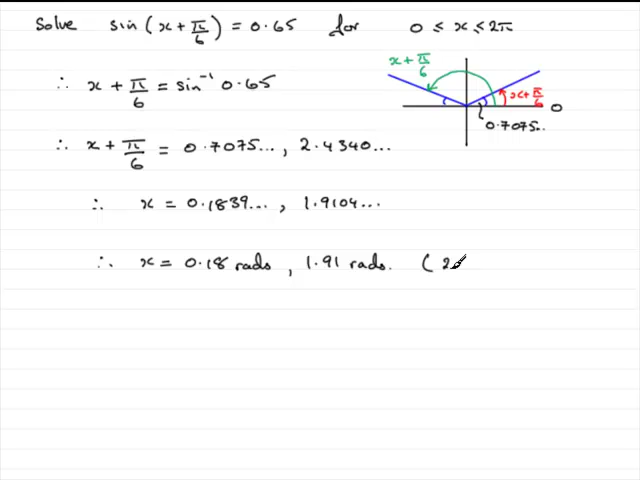 Solve sin(x + π/6) = 0.65 for 0 ≤ x ≤ 2π
∴ x + π/6 = sin⁻¹ 0.65
x + π/6
x + π/6
0
0.7075...
∴ x + π/6 = 0.7075... , 2.4340...
∴ x = 0.1839... , 1.9104...
∴ x = 0.18 rads , 1.91 rads. ( 2